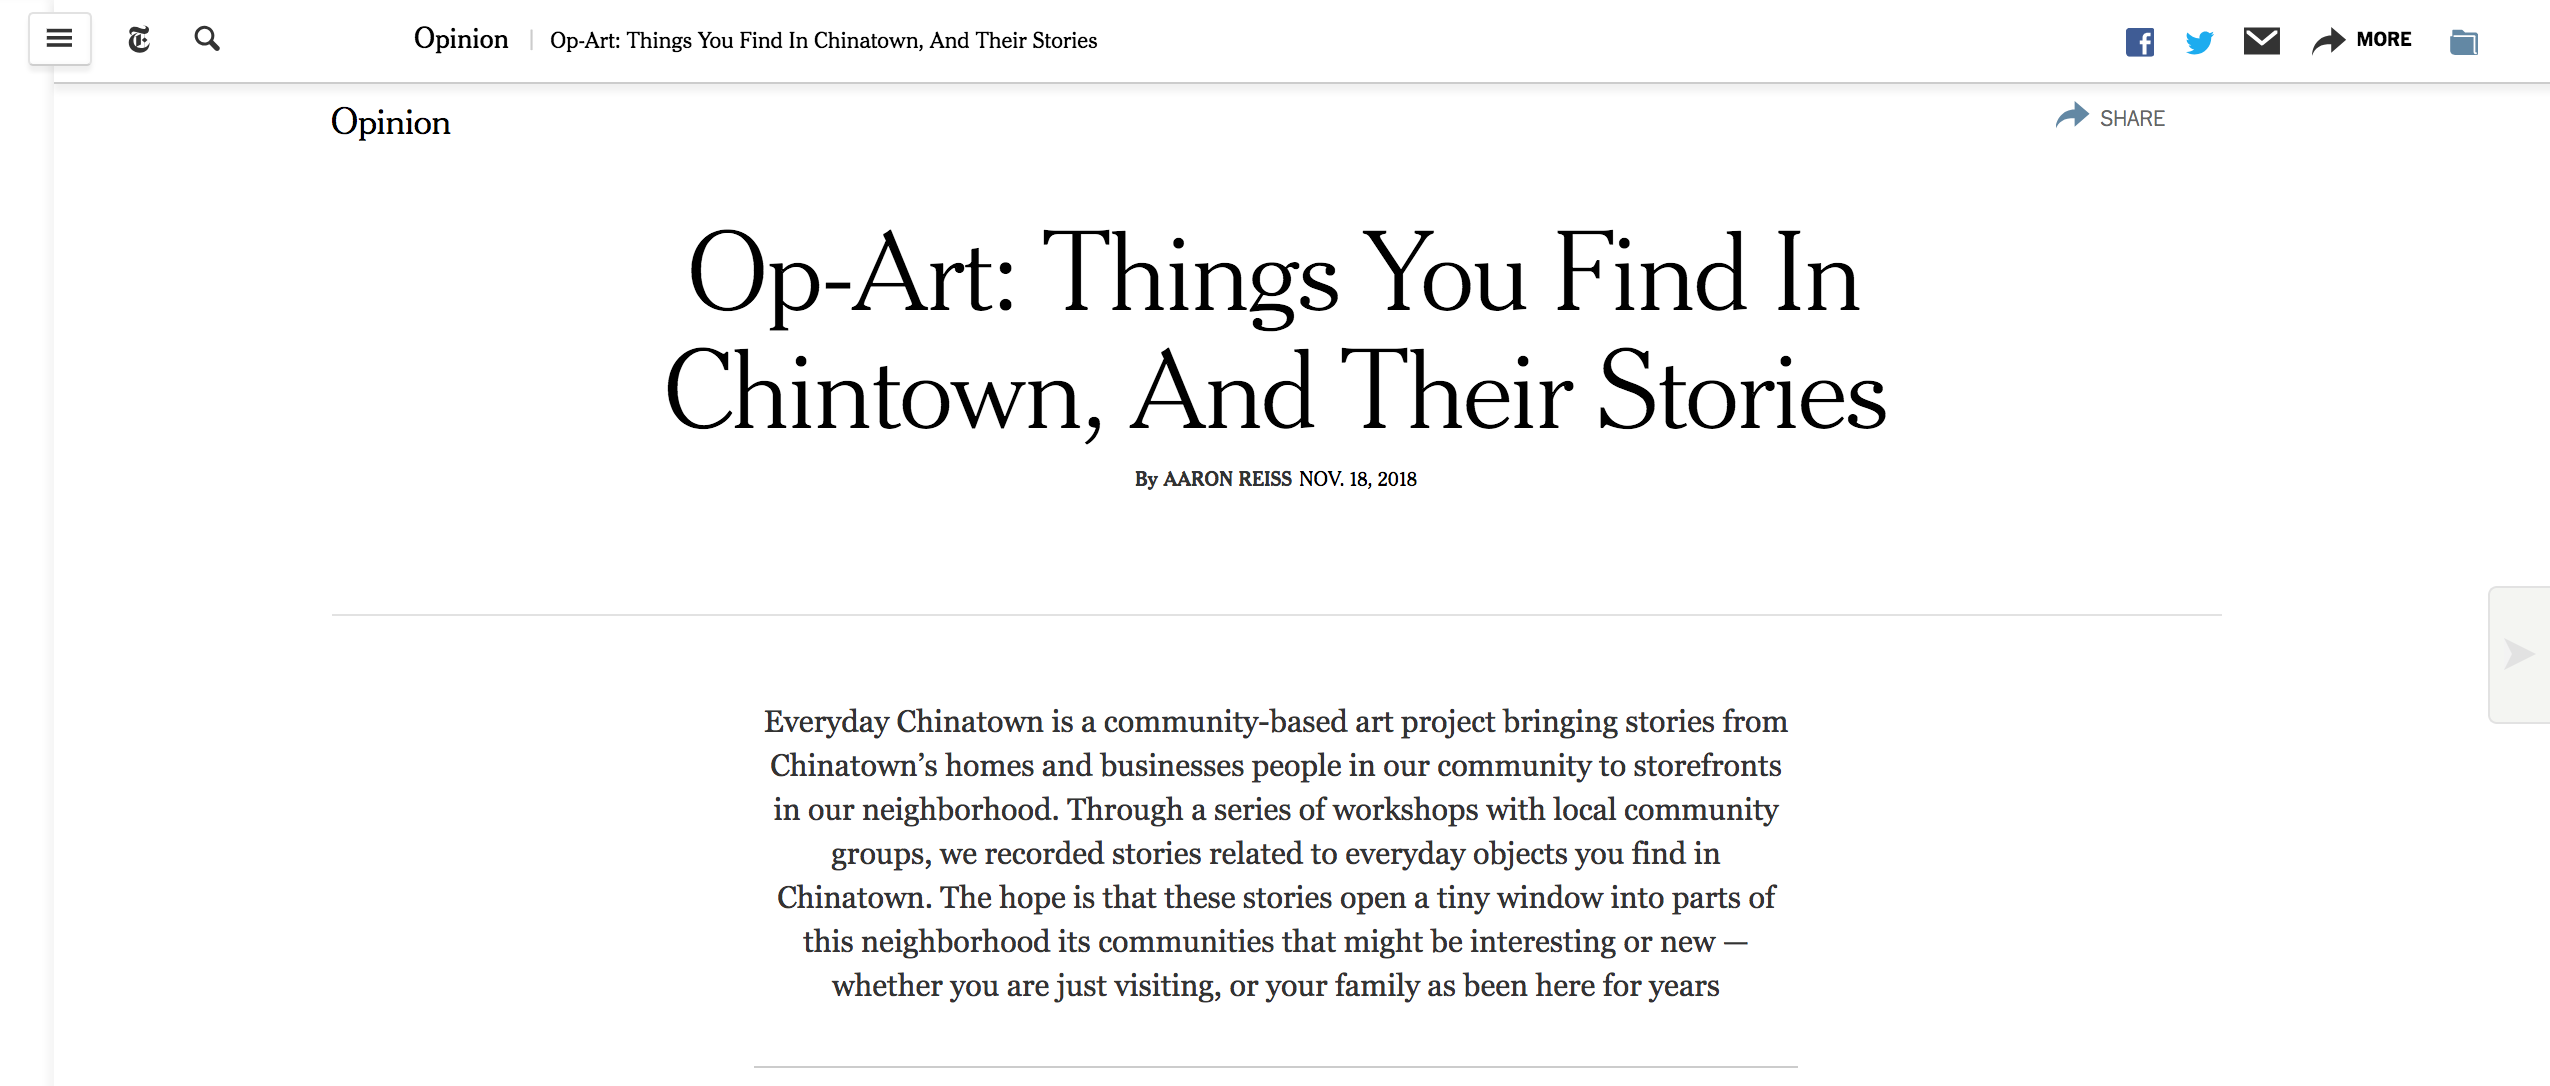 Opinion | Op-Art: Things You Find In Chinatown, And Their Stories
MORE
Opinion
SHARE
Op-Art: Things You Find In
Chintown, And Their Stories
By AARON REISS NOV. 18, 2018
Everyday Chinatown is a community-based art project bringing stories from
Chinatown’s homes and businesses people in our community to storefronts
in our neighborhood. Through a series of workshops with local community
groups, we recorded stories related to everyday objects you find in
Chinatown. The hope is that these stories open a tiny window into parts of
this neighborhood its communities that might be interesting or new —
whether you are just visiting, or your family as been here for years